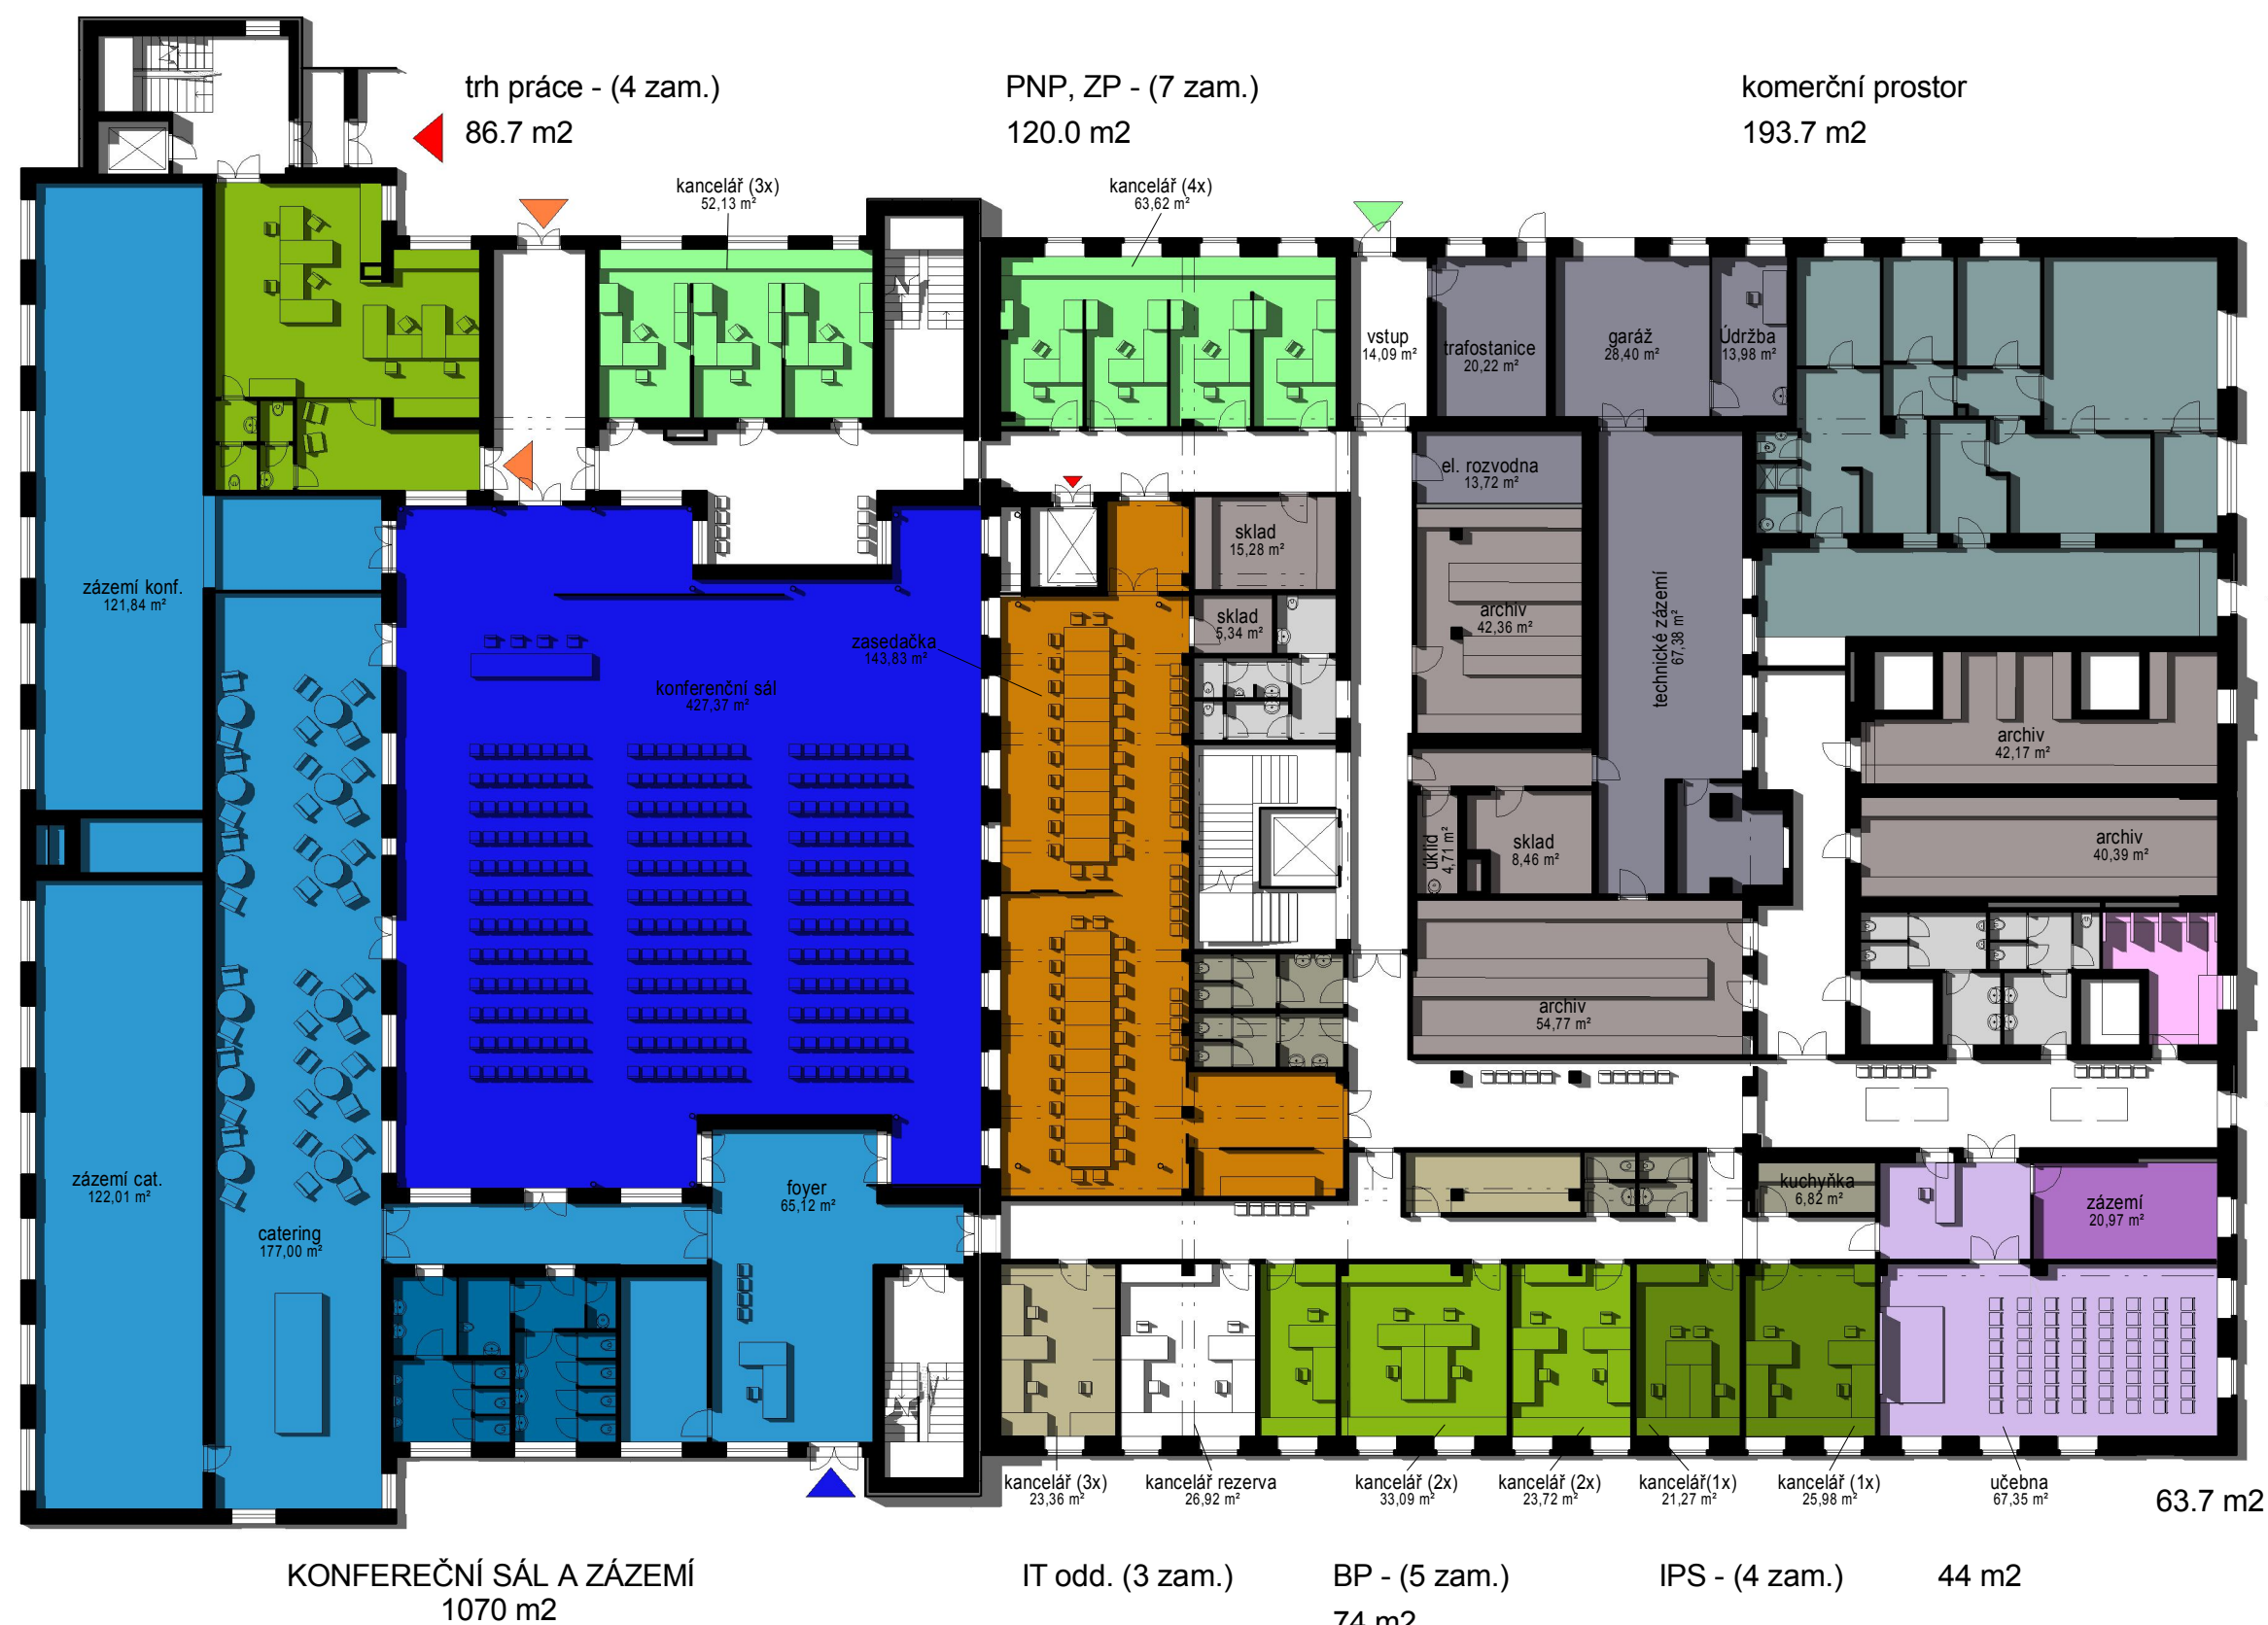 trh práce - (4 zam.)
86.7 m2
PNP, ZP - (7 zam.)
120.0 m2
komerční prostor
193.7 m2
kancelář (3x)
52,13 m²
kancelář (4x)
63,62 m²
vstup
14,09 m²
trafostanice
20,22 m²
garáž
28,40 m²
Údržba
13,98 m²
el. rozvodna
13,72 m²
sklad
15,28 m²
zázemí konf.
121,84 m²
archiv
42,36 m²
technické zázemí
67,38 m²
sklad
5,34 m²
zasedačka
143,83 m²
konferenční sál
427,37 m²
archiv
42,17 m²
úklid
4,71 m²
sklad
8,46 m²
archiv
40,39 m²
archiv
54,77 m²
zázemí cat.
122,01 m²
foyer
65,12 m²
kuchyňka
6,82 m²
zázemí
20,97 m²
catering
177,00 m²
kancelář (3x)
23,36 m²
kancelář rezerva
26,92 m²
kancelář (2x)
33,09 m²
kancelář (2x)
23,72 m²
kancelář(1x)
21,27 m²
kancelář (1x)
25,98 m²
učebna
67,35 m²
63.7 m2
KONFEREČNÍ SÁL A ZÁZEMÍ
1070 m2
IT odd. (3 zam.)
BP - (5 zam.)
74 m2
IPS - (4 zam.)
44 m2